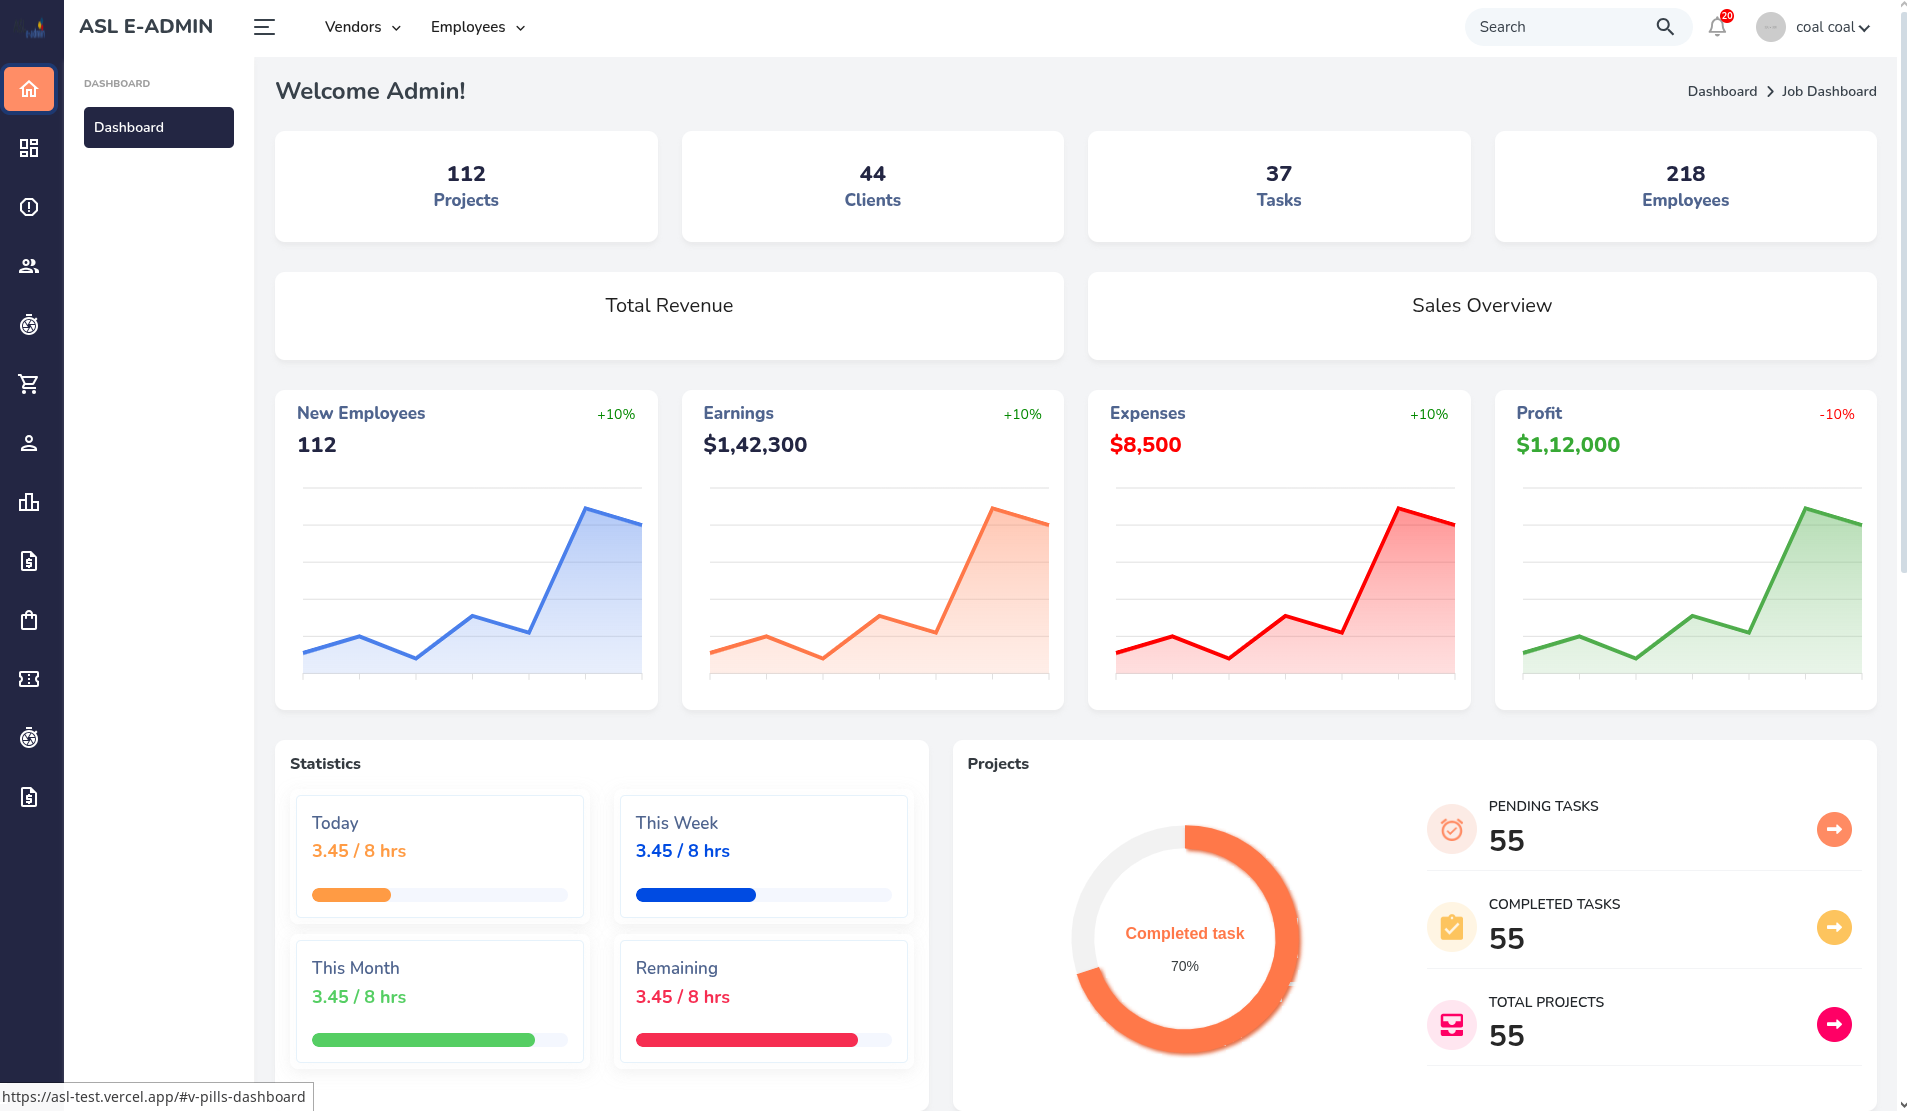 ASL E-ADMIN
Vendors
Employees
Search
20
coal coal
DASHBOARD
Dashboard
Welcome Admin!
Dashboard > Job Dashboard
112
Projects
44
Clients
37
Tasks
218
Employees
Total Revenue
Sales Overview
New Employees
+10%
112
Earnings
+10%
$1,42,300
Expenses
+10%
$8,500
Profit
-10%
$1,12,000
Statistics
Today
3.45 / 8 hrs
This Week
3.45 / 8 hrs
This Month
3.45 / 8 hrs
Remaining
3.45 / 8 hrs
Projects
Completed task
70%
PENDING TASKS
55
COMPLETED TASKS
55
TOTAL PROJECTS
55
https://asl-test.vercel.app/#v-pills-dashboard